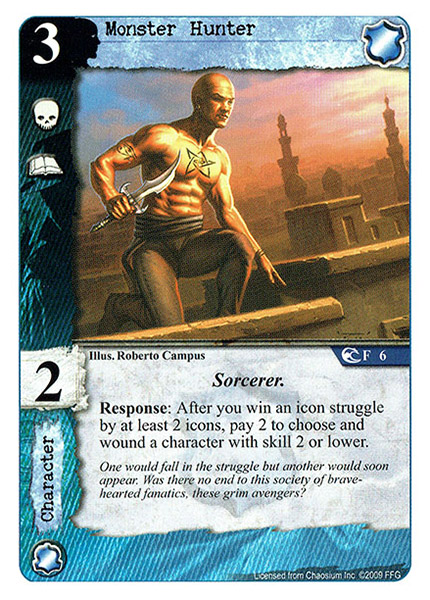 3
Monster Hunter
Illus. Roberto Campus
F 6
2
Sorcerer.
Response: After you win an icon struggle
by at least 2 icons, pay 2 to choose and
wound a character with skill 2 or lower.
One would fall in the struggle but another would soon
appear. Was there no end to this society of brave-
hearted fanatics, these grim avengers?
Character
Licensed from Chaosium Inc. ©2009 FFG